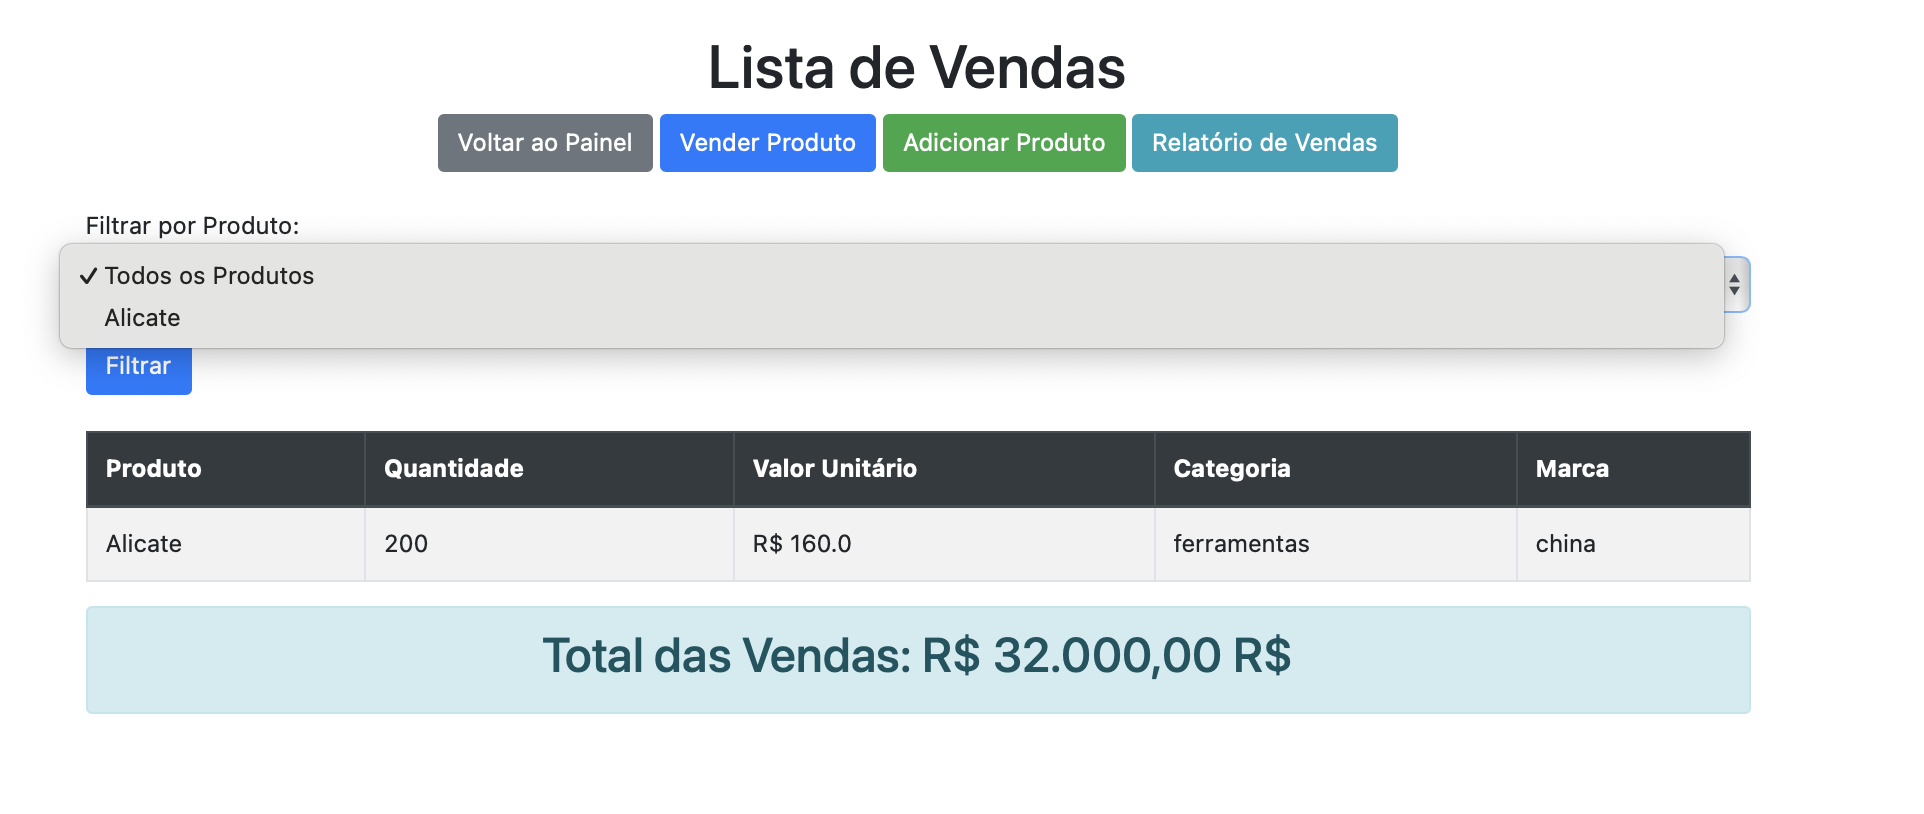 Lista de Vendas
Voltar ao Painel Vender Produto Adicionar Produto Relatório de Vendas
Filtrar por Produto:
✓ Todos os Produtos
Alicate
Filtrar
Produto Quantidade Valor Unitário Categoria Marca
Alicate 200 R$ 160.0 ferramentas china
Total das Vendas: R$ 32.000,00 R$